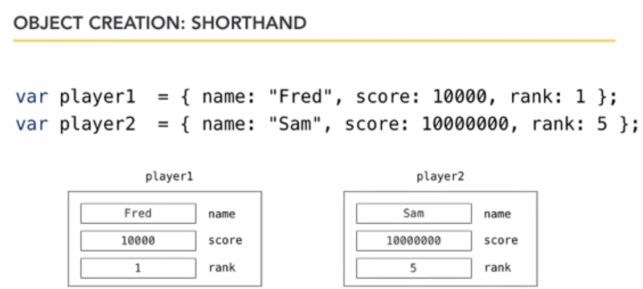 OBJECT CREATION: SHORTHAND
var player1 = { name: "Fred", score: 10000, rank: 1 };
var player2 = { name: "Sam", score: 10000000, rank: 5 };
player1 player2
Fred name Sam name
10000 score 10000000 score
1 rank 5 rank